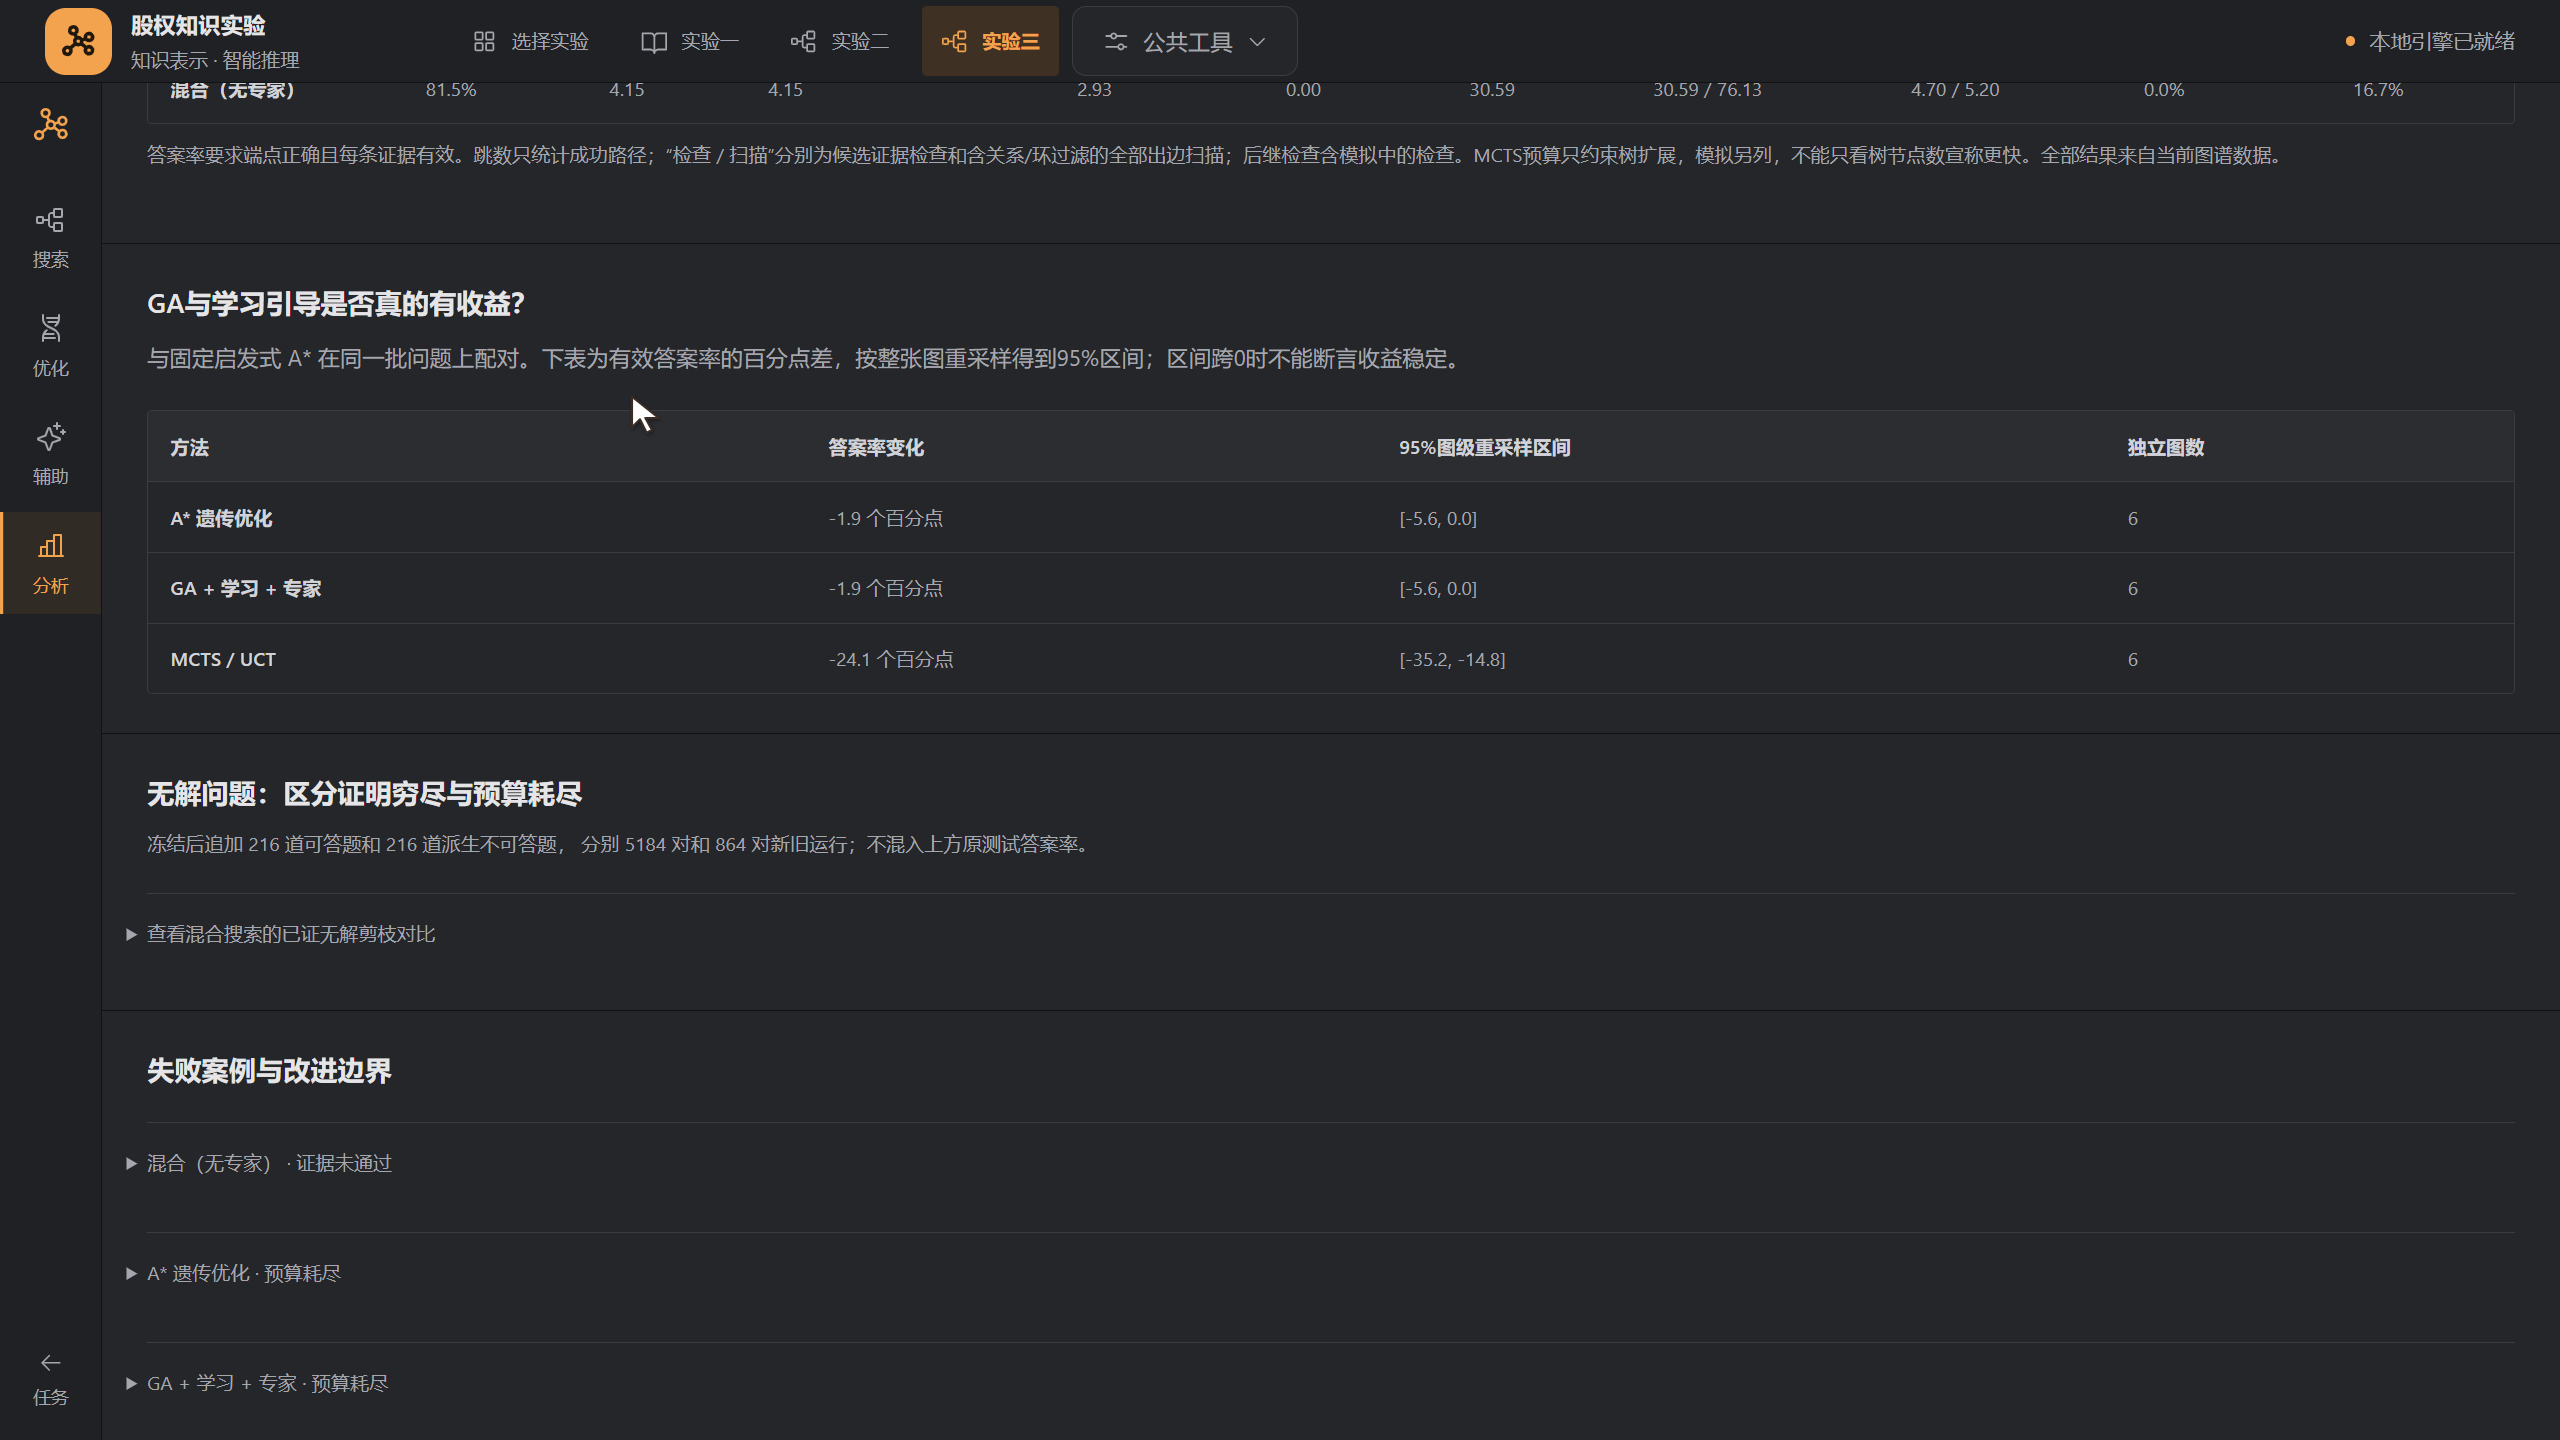 股权知识实验
知识表示 · 智能推理
选择实验
实验一
实验二
实验三
公共工具
本地引擎已就绪
搜索
优化
辅助
分析
任务
混合（无专家） 81.5% 4.15 4.15 2.93 0.00 30.59 30.59 / 76.13 4.70 / 5.20 0.0% 16.7%
答案率要求端点正确且每条证据有效。跳数只统计成功路径；“检查 / 扫描”分别为候选证据检查和含关系/环过滤的全部出边扫描；后继检查含模拟中的检查。MCTS预算只约束树扩展，模拟另列，不能只看树节点数宣称更快。全部结果来自当前图谱数据。
GA与学习引导是否真的有收益？
与固定启发式 A* 在同一批问题上配对。下表为有效答案率的百分点差，按整张图重采样得到95%区间；区间跨0时不能断言收益稳定。
方法 答案率变化 95%图级重采样区间 独立图数
A* 遗传优化 -1.9 个百分点 [-5.6, 0.0] 6
GA + 学习 + 专家 -1.9 个百分点 [-5.6, 0.0] 6
MCTS / UCT -24.1 个百分点 [-35.2, -14.8] 6
无解问题：区分证明穷尽与预算耗尽
冻结后追加 216 道可答题和 216 道派生不可答题， 分别 5184 对和 864 对新旧运行；不混入上方原测试答案率。
查看混合搜索的已证无解剪枝对比
失败案例与改进边界
混合（无专家） · 证据未通过
A* 遗传优化 · 预算耗尽
GA + 学习 + 专家 · 预算耗尽